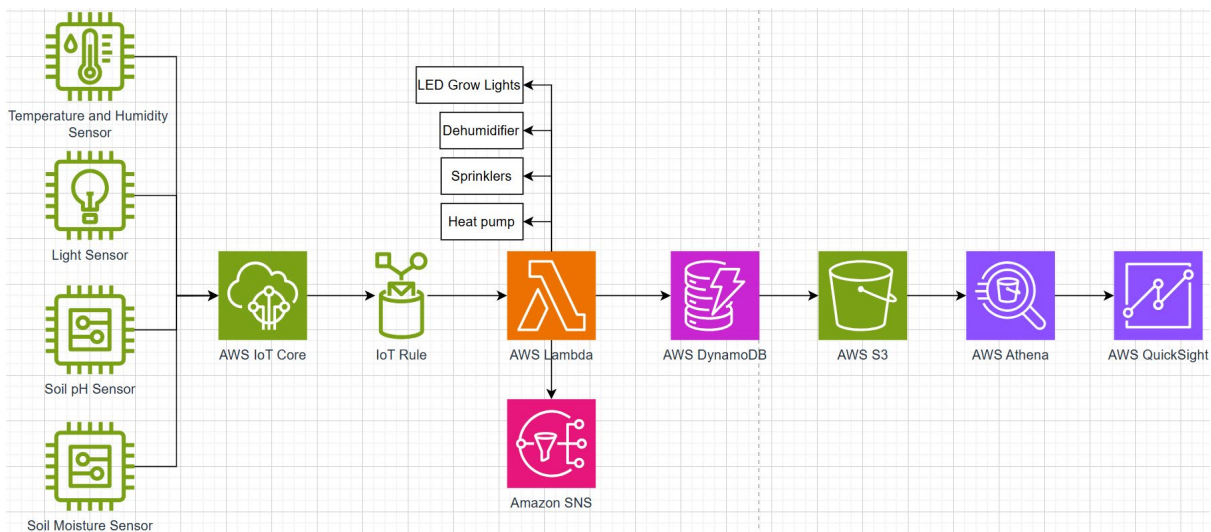 Temperature and Humidity
Sensor
Light Sensor
Soil pH Sensor
Soil Moisture Sensor
LED Grow Lights
Dehumidifier
Sprinklers
Heat pump
AWS IoT Core
IoT Rule
AWS Lambda
AWS DynamoDB
AWS S3
AWS Athena
AWS QuickSight
Amazon SNS